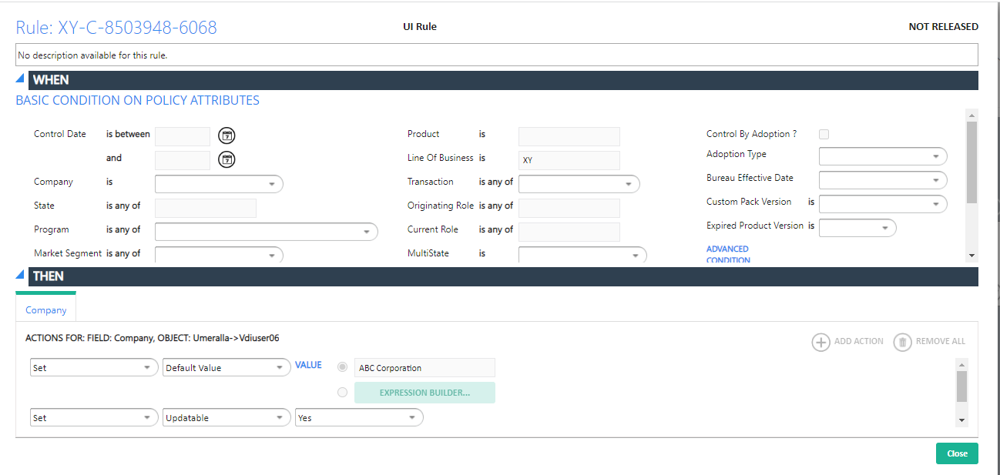 Rule: XY-C-8503948-6068 UI Rule NOT RELEASED
No description available for this rule.
WHEN
BASIC CONDITION ON POLICY ATTRIBUTES
Control Date is between 7 Product is Control By Adoption ?
and 7 Line Of Business is XY Adoption Type
Company is Transaction is any of Bureau Effective Date
State is any of Originating Role is any of Custom Pack Version is
Program is any of Current Role is any of Expired Product Version is
Market Segment is any of MultiState is ADVANCED
CONDITION
THEN
Company
ACTIONS FOR: FIELD: Company, OBJECT: Umeralla->Vdiuser06 ADD ACTION REMOVE ALL
Set Default Value VALUE ABC Corporation
EXPRESSION BUILDER...
Set Updatable Yes
Close